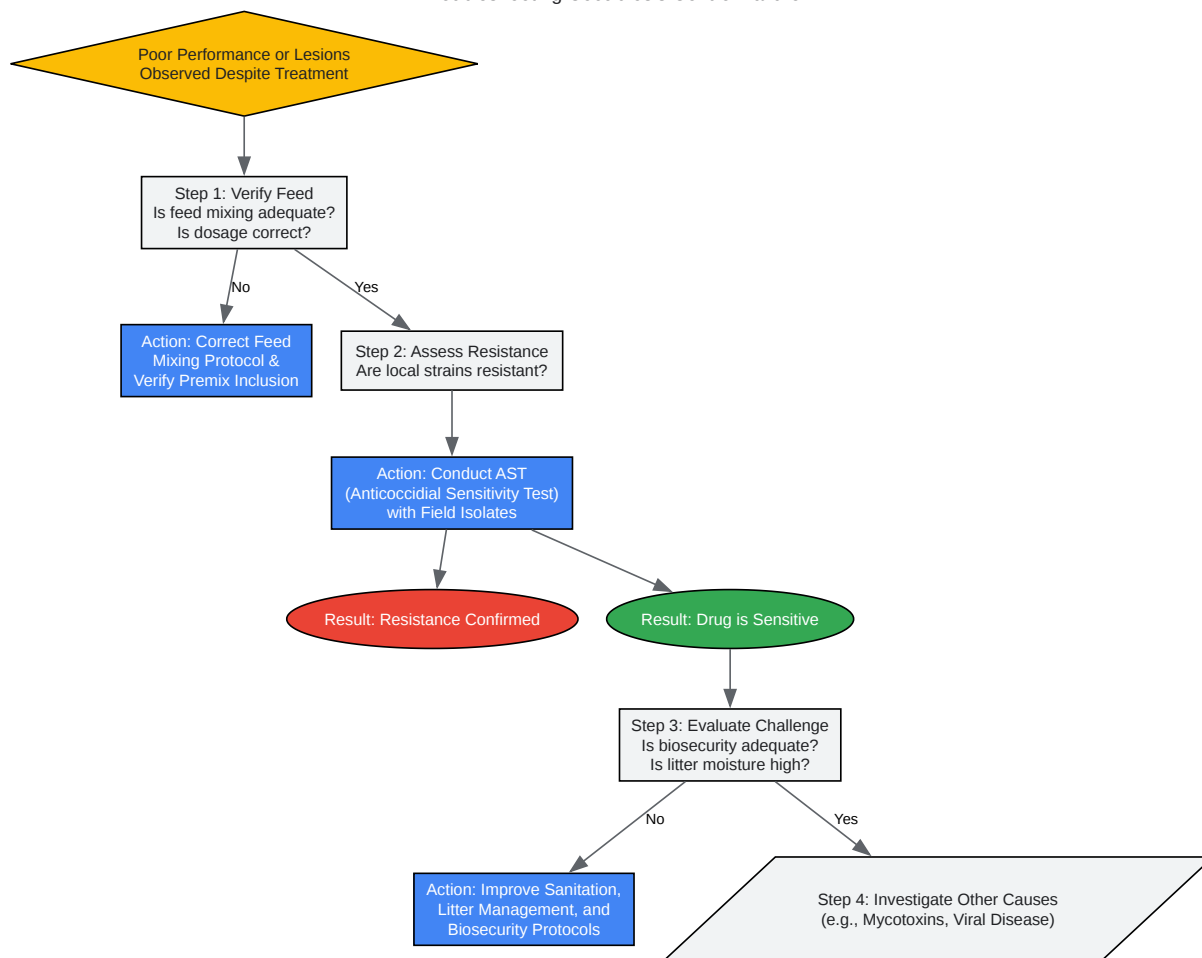 Poor Performance or Lesions
Observed Despite Treatment
Step 1: Verify Feed
Is feed mixing adequate?
Is dosage correct?
No
Yes
Action: Correct Feed
Mixing Protocol &
Verify Premix Inclusion
Step 2: Assess Resistance
Are local strains resistant?
Action: Conduct AST
(Anticoccidial Sensitivity Test)
with Field Isolates
Result: Resistance Confirmed
Result: Drug is Sensitive
Step 3: Evaluate Challenge
Is biosecurity adequate?
Is litter moisture high?
No
Yes
Action: Improve Sanitation,
Litter Management, and
Biosecurity Protocols
Step 4: Investigate Other Causes
(e.g., Mycotoxins, Viral Disease)